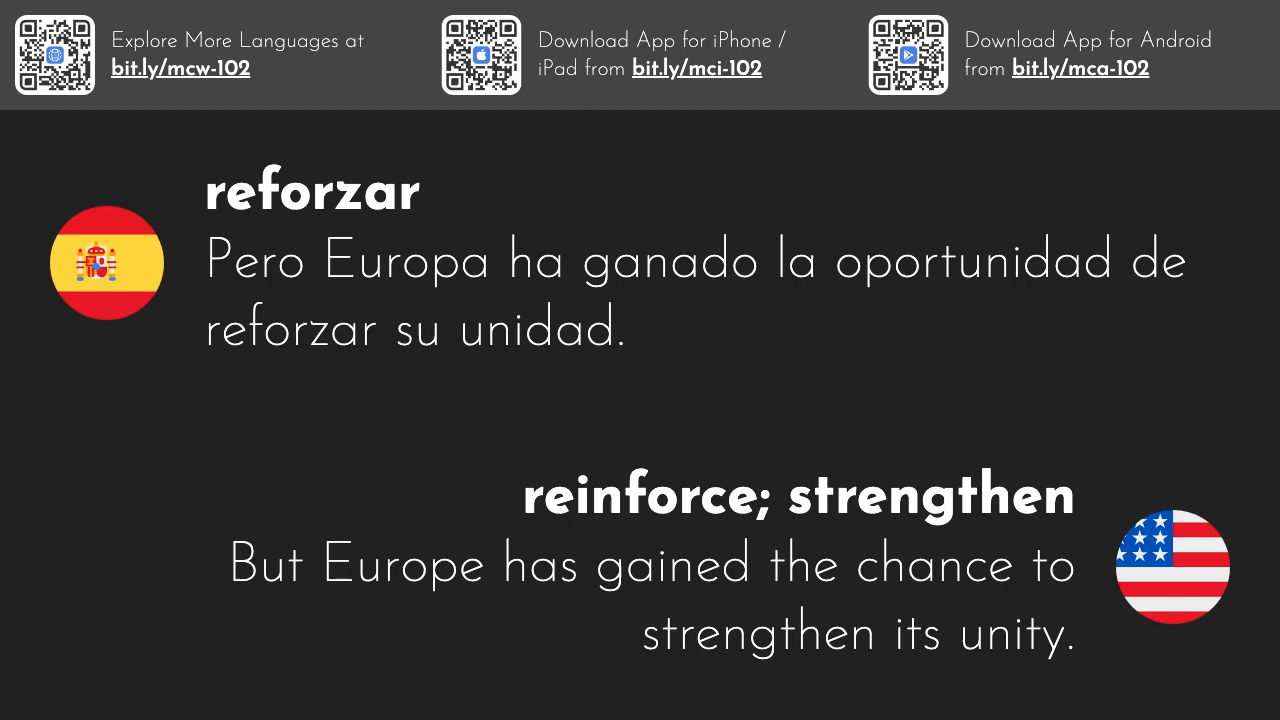 Explore More Languages at
bit.ly/mcw-102
Download App for iPhone /
iPad from bit.ly/mci-102
Download App for Android
from bit.ly/mca-102
reforzar
Pero Europa ha ganado la oportunidad de
reforzar su unidad.
reinforce; strengthen
But Europe has gained the chance to
strengthen its unity.